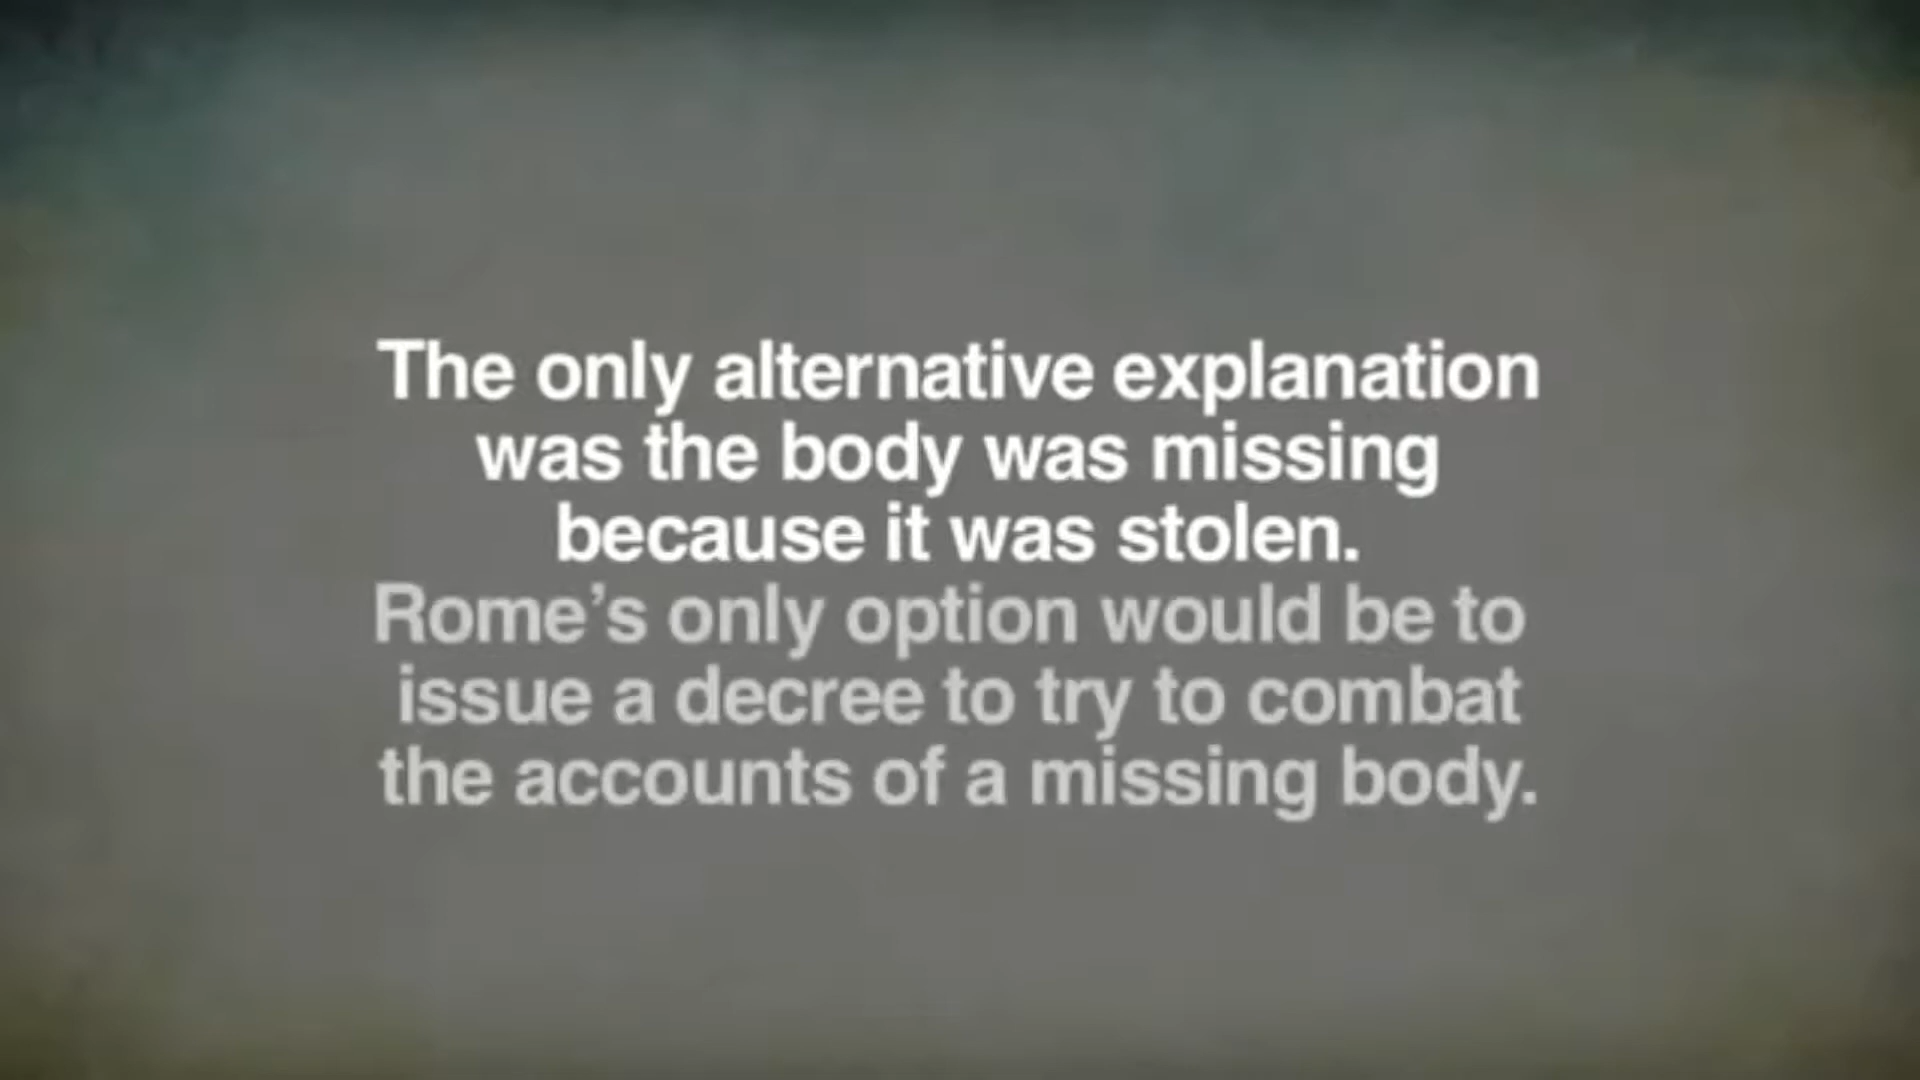 The only alternative explanation
was the body was missing
because it was stolen.
Rome’s only option would be to
issue a decree to try to combat
the accounts of a missing body.